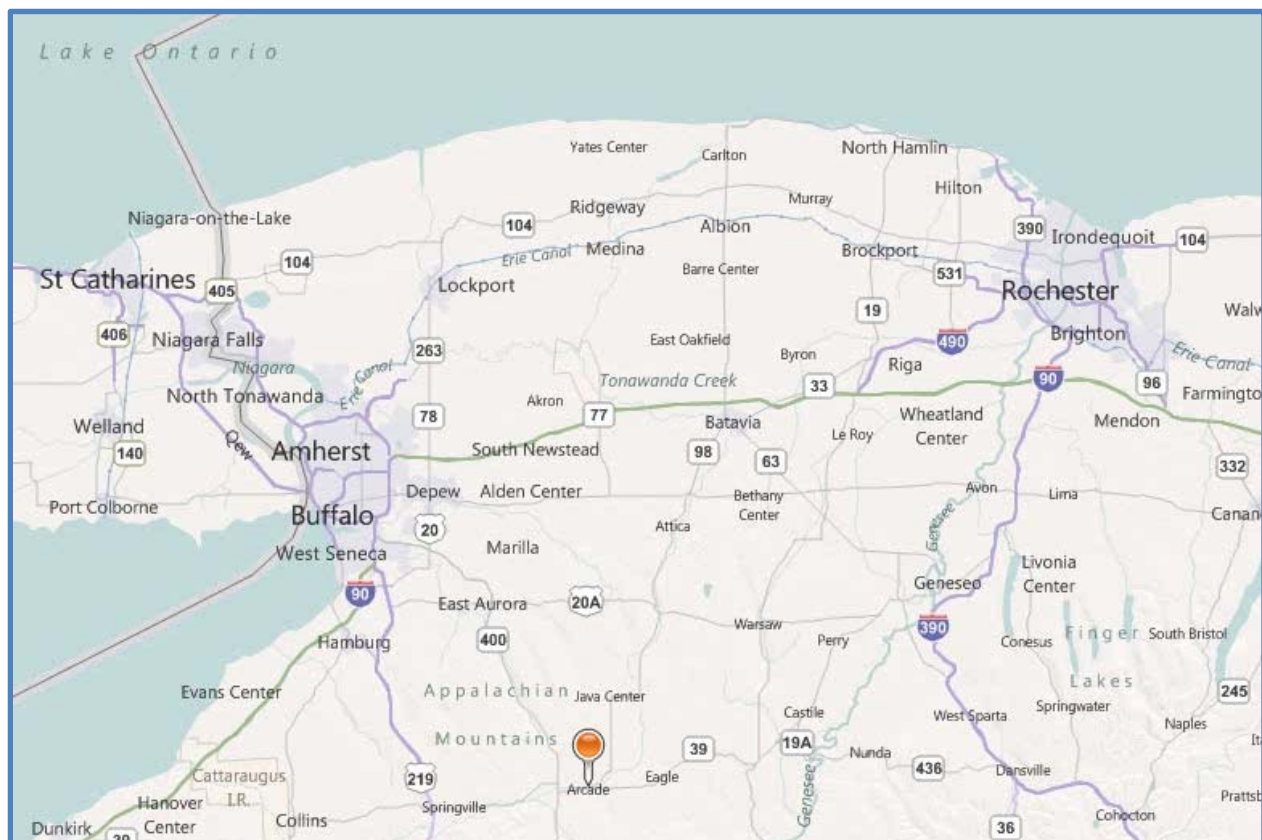 Lake Ontario
Yates Center
Carlton
North Hamlin
Hilton
Niagara-on-the-Lake
Ridgeway
Murray
104
Albion
390
Irondequoit
104
Erie Canal
Medina
Brockport
104
Barre Center
531
St Catharines
405
Lockport
Rochester
19
Walw
406
Niagara Falls
263
East Oakfield
Byron
490
Riga
Brighton
Erie Canal
Niagara
Erie Canal
Tonawanda Creek
33
90
96
North Tonawanda
Akron
77
Farmingto
78
Batavia
Wheatland
Center
Mendon
Welland
Qew
Amherst
South Newstead
98
Le Roy
140
63
332
Port Colborne
Depew
Alden Center
Bethany
Center
Avon
Lima
Canan
Buffalo
20
Attica
Genesee
West Seneca
Marilla
Livonia
Center
90
East Aurora
20A
Geneseo
Hamburg
400
Warsaw
Perry
390
Conesus
Finger
Lakes
South Bristol
Evans Center
Appalachian
Mountains
Java Center
245
Castile
West Sparta
Springwater
Naples
39
19A
Nunda
It
Cattaraugus
I.R.
219
Arcade
Eagle
Genesee
436
Dansville
Prattsb
Hanover
Center
Springville
Dunkirk
39
Collins
36
Cohocton